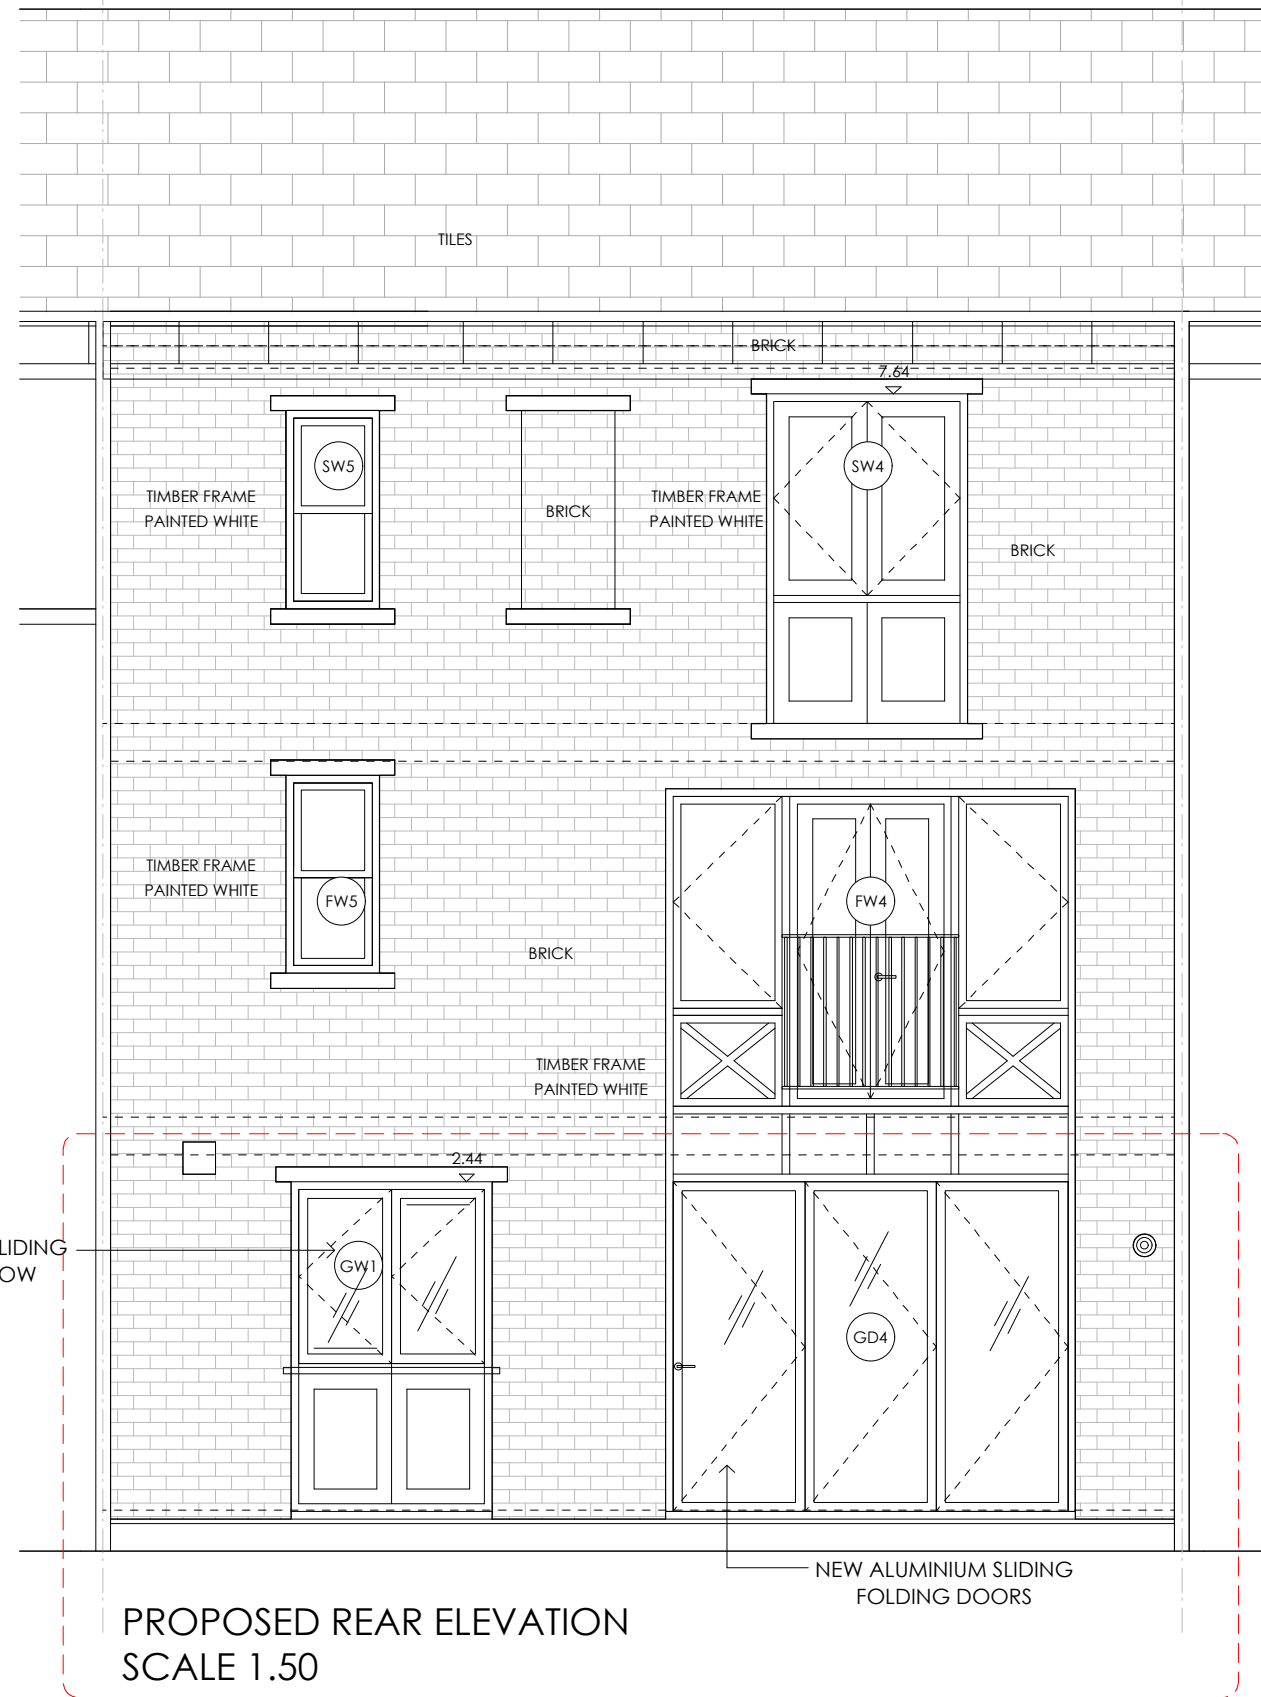 TILES
BRICK
7.64
SW5
SW4
TIMBER FRAME
PAINTED WHITE
BRICK
TIMBER FRAME
PAINTED WHITE
BRICK
TIMBER FRAME
PAINTED WHITE
FW5
FW4
BRICK
TIMBER FRAME
PAINTED WHITE
2.44
LIDING
OW
GW1
GD4
NEW ALUMINIUM SLIDING
FOLDING DOORS
PROPOSED REAR ELEVATION
SCALE 1.50